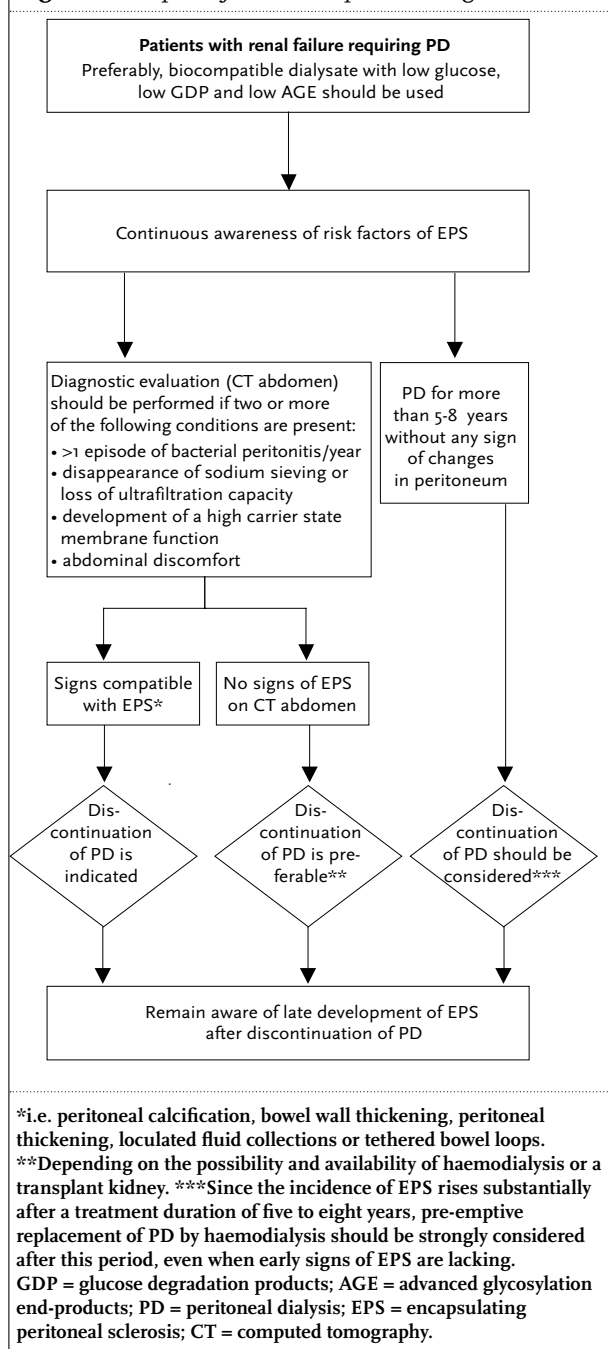 Patients with renal failure requiring PD
Preferably, biocompatible dialysate with low glucose,
low GDP and low AGE should be used
Continuous awareness of risk factors of EPS
Diagnostic evaluation (CT abdomen)
should be performed if two or more
of the following conditions are present:
• >1 episode of bacterial peritonitis/year
• disappearance of sodium sieving or
loss of ultrafiltration capacity
• development of a high carrier state
membrane function
• abdominal discomfort
PD for more
than 5-8 years
without any sign
of changes
in peritoneum
Signs compatible
with EPS*
No signs of EPS
on CT abdomen
Dis-
continuation
of PD is
indicated
Dis-
continuation
of PD is pre-
ferable**
Dis-
continuation
of PD should be
considered***
Remain aware of late development of EPS
after discontinuation of PD
*i.e. peritoneal calcification, bowel wall thickening, peritoneal
thickening, loculated fluid collections or tethered bowel loops.
**Depending on the possibility and availability of haemodialysis or a
transplant kidney. ***Since the incidence of EPS rises substantially
after a treatment duration of five to eight years, pre-emptive
replacement of PD by haemodialysis should be strongly considered
after this period, even when early signs of EPS are lacking.
GDP = glucose degradation products; AGE = advanced glycosylation
end-products; PD = peritoneal dialysis; EPS = encapsulating
peritoneal sclerosis; CT = computed tomography.